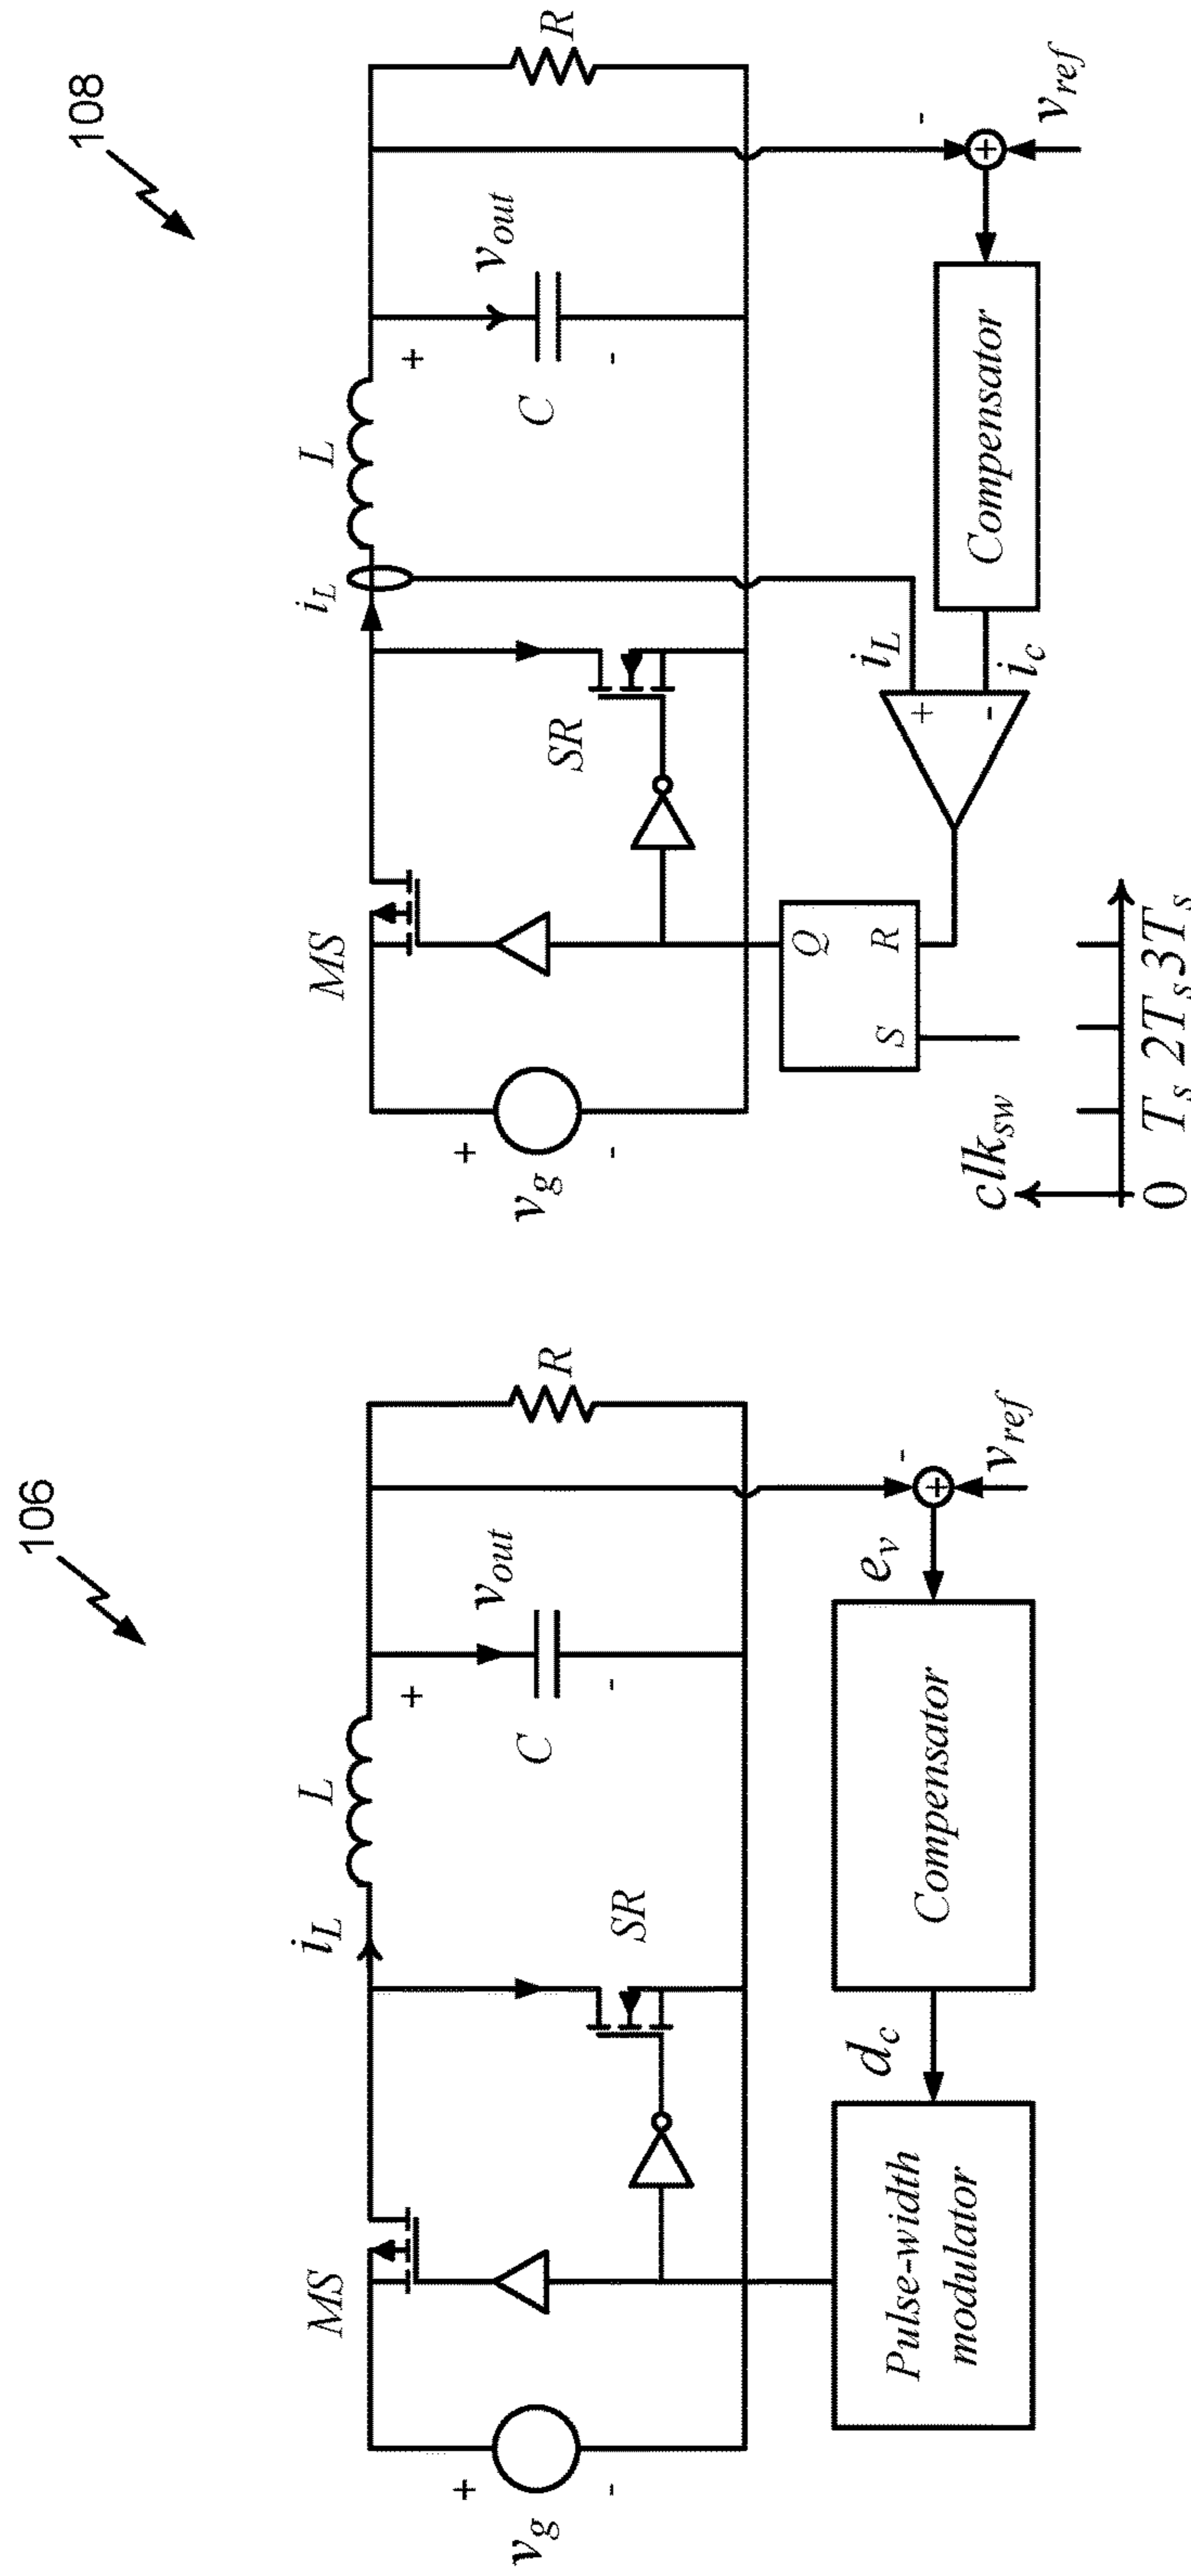 106
MS
i_L
L
R
+
v_g
-
SR
+
C
v_out
-
Pulse-width
modulator
d_c
Compensator
e_v
-
+
v_ref
108
MS
i_L
L
R
+
v_g
-
SR
+
C
v_out
-
Q
S
R
i_L
+
-
i_c
Compensator
-
+
v_ref
clk_sw
0 T_s 2T_s 3T_s